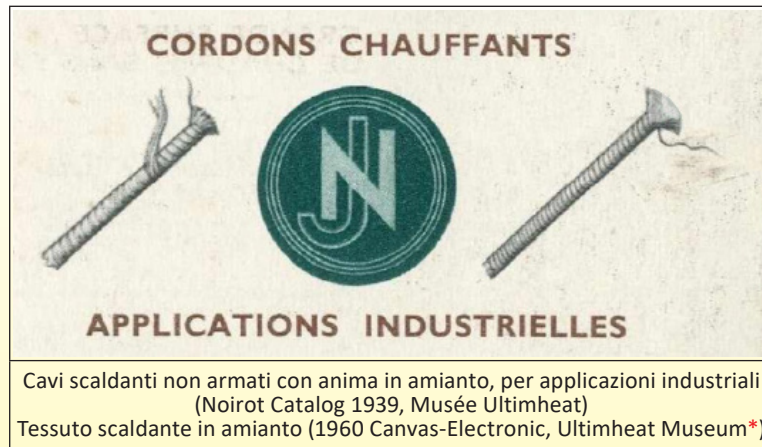 CORDONS CHAUFFANTS
JN
APPLICATIONS INDUSTRIELLES
Cavi scaldanti non armati con anima in amianto, per applicazioni industriali
(Noirot Catalog 1939, Musée Ultimheat)
Tessuto scaldante in amianto (1960 Canvas-Electronic, Ultimheat Museum*)